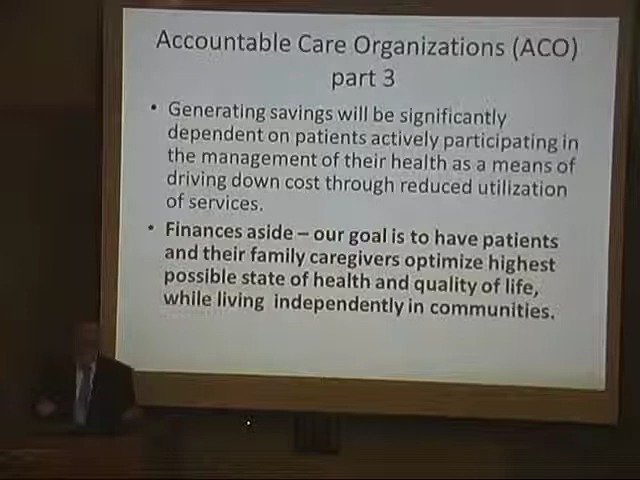 Accountable Care Organizations (ACO)
part 3
• Generating savings will be significantly
dependent on patients actively participating in
the management of their health as a means of
driving down cost through reduced utilization
of services.
• Finances aside – our goal is to have patients
and their family caregivers optimize highest
possible state of health and quality of life,
while living independently in communities.